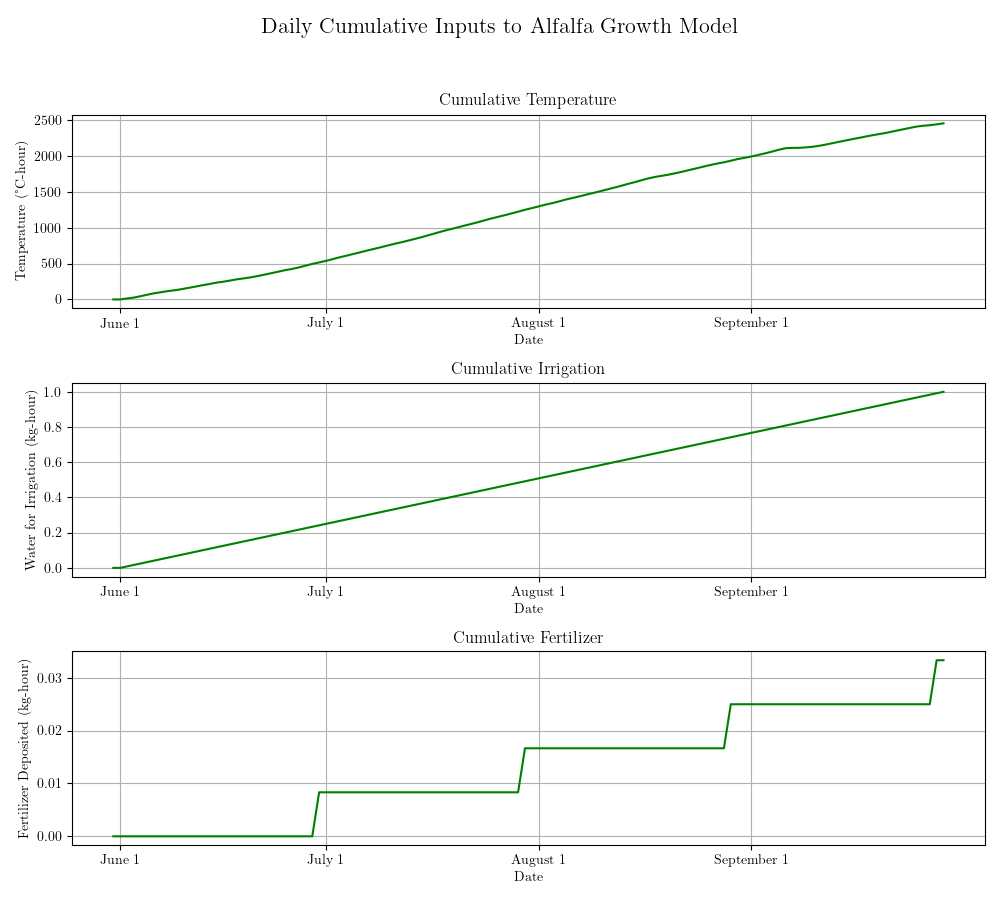 Daily Cumulative Inputs to Alfalfa Growth Model
Cumulative Temperature
Temperature (°C-hour)
2500
2000
1500
1000
500
0
June 1 July 1 August 1 September 1
Date
Cumulative Irrigation
Water for Irrigation (kg-hour)
1.0
0.8
0.6
0.4
0.2
0.0
June 1 July 1 August 1 September 1
Date
Cumulative Fertilizer
Fertilizer Deposited (kg-hour)
0.03
0.02
0.01
0.00
June 1 July 1 August 1 September 1
Date